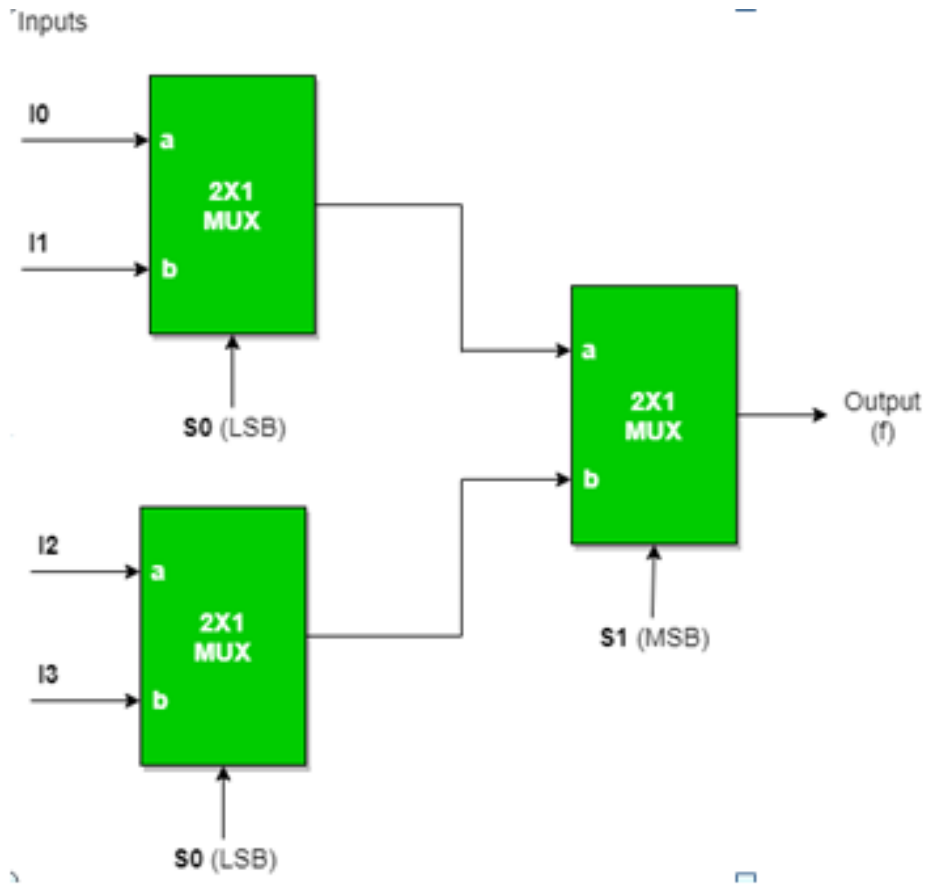 Inputs
I0
a
2X1
MUX
I1
b
S0 (LSB)
a
2X1
MUX
b
Output
(f)
S1 (MSB)
I2
a
2X1
MUX
I3
b
S0 (LSB)